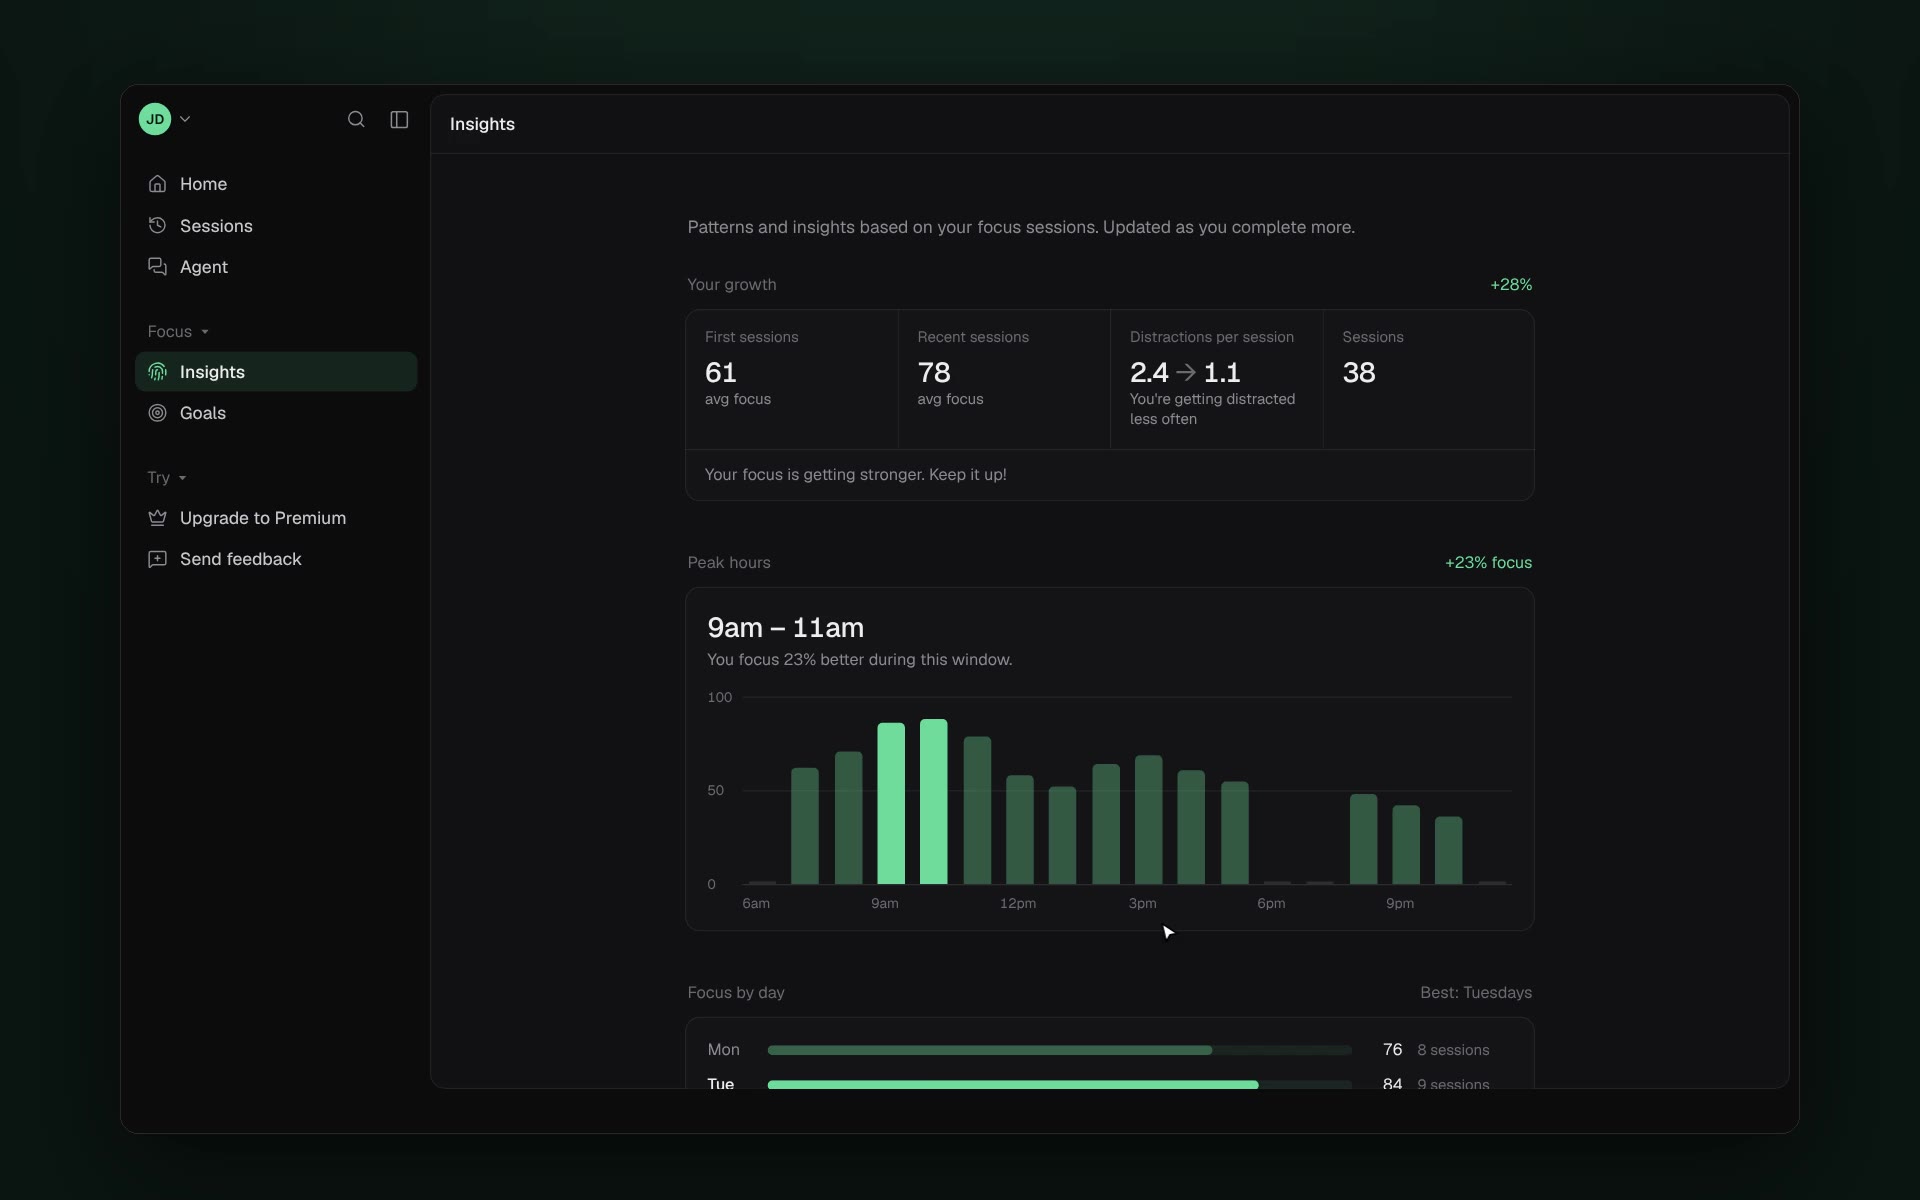 JD
Home
Sessions
Agent
Focus
Insights
Goals
Try
Upgrade to Premium
Send feedback
Insights
Patterns and insights based on your focus sessions. Updated as you complete more.
Your growth
+28%
First sessions
61
avg focus
Recent sessions
78
avg focus
Distractions per session
2.4 → 1.1
You're getting distracted
less often
Sessions
38
Your focus is getting stronger. Keep it up!
Peak hours
+23% focus
9am – 11am
You focus 23% better during this window.
100
50
0
6am 9am 12pm 3pm 6pm 9pm
Focus by day
Best: Tuesdays
Mon 76 8 sessions
Tue 84 9 sessions